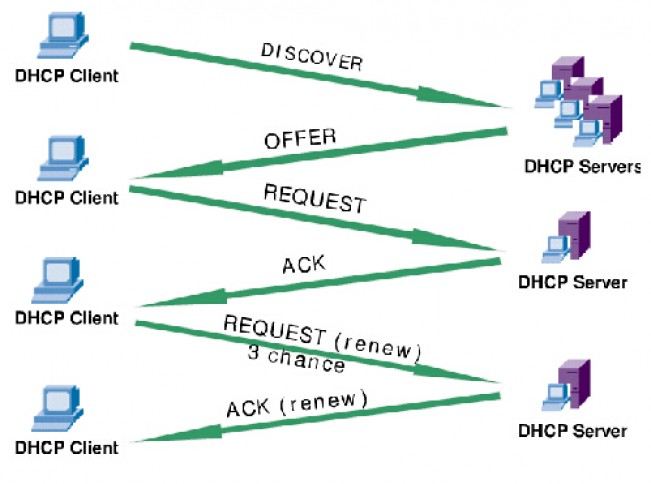 DISCOVER
DHCP Client
DHCP Servers
OFFER
DHCP Client
REQUEST
DHCP Server
ACK
DHCP Client
REQUEST (renew)
3 chance
DHCP Server
ACK (renew)
DHCP Client